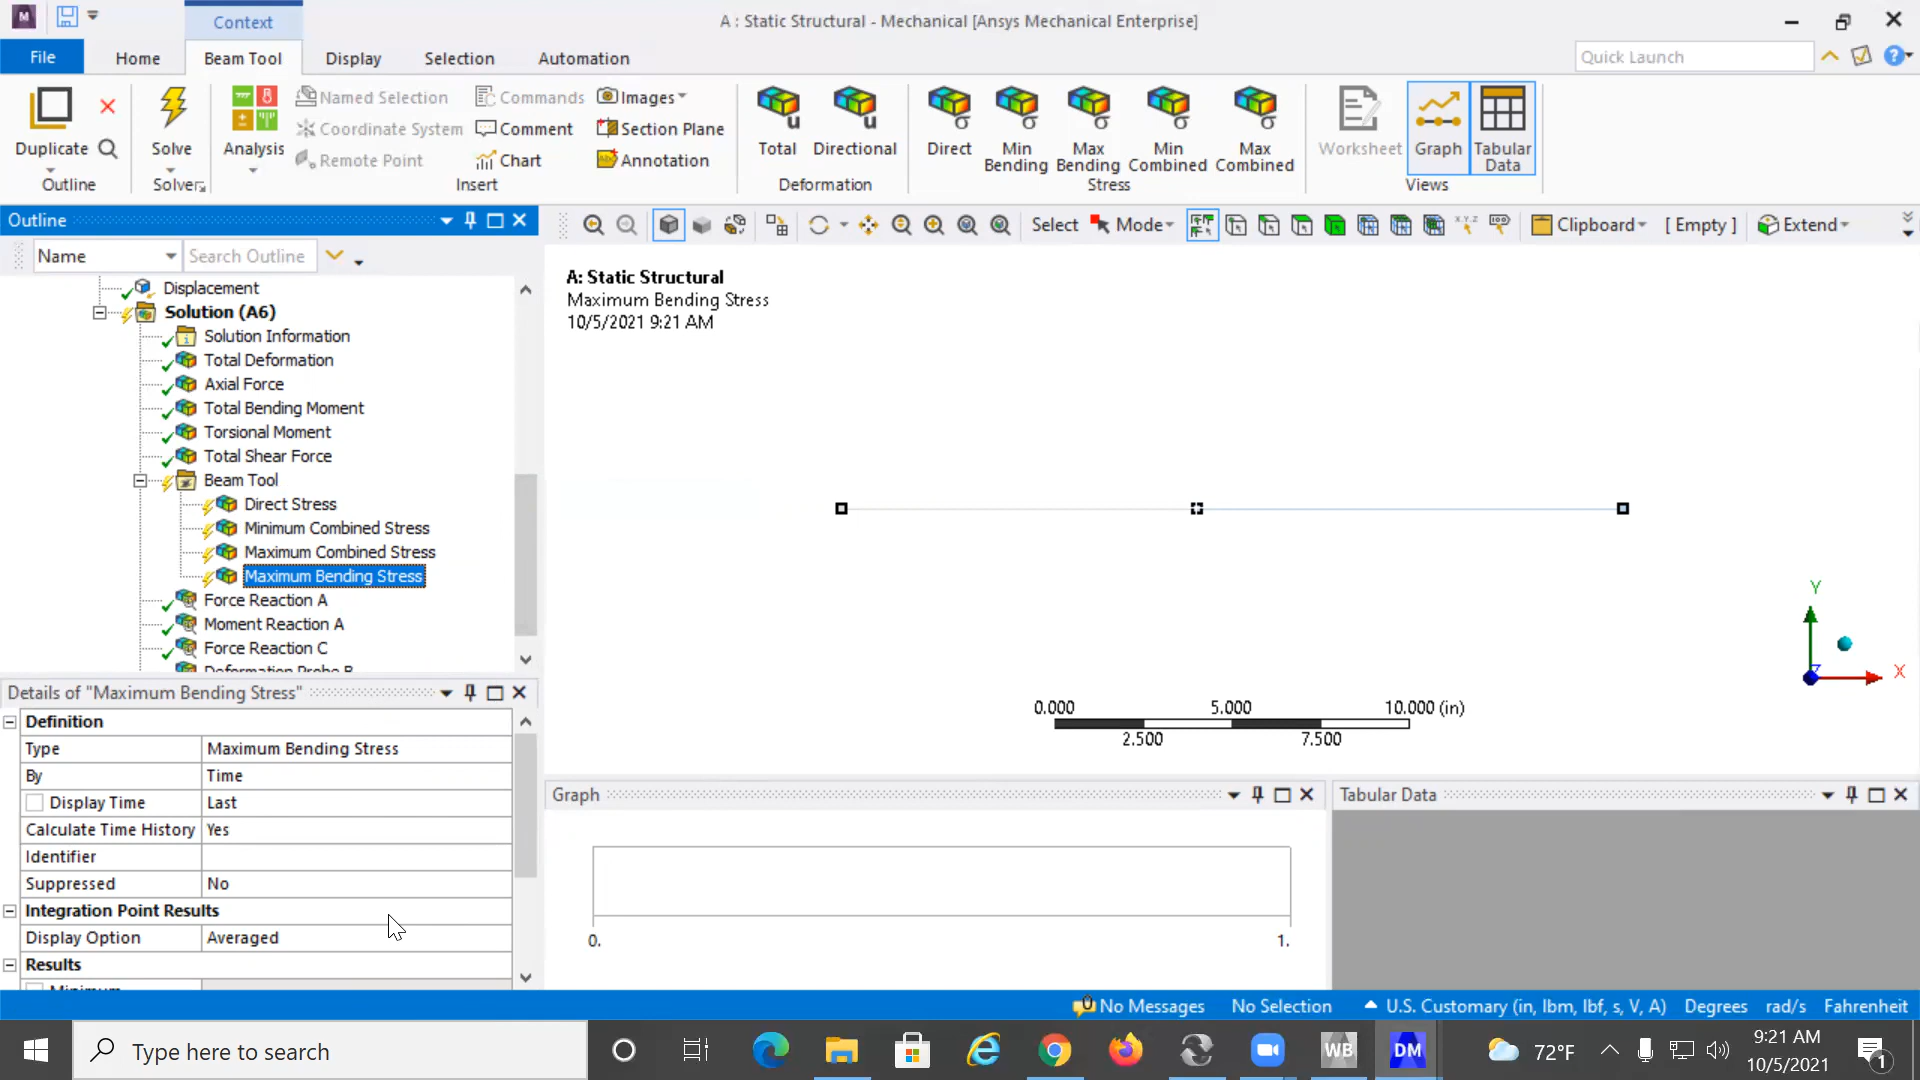 M
Context
A : Static Structural - Mechanical [Ansys Mechanical Enterprise]
File
Home
Beam Tool
Display
Selection
Automation
Quick Launch
Duplicate
Outline
Solve
Solver
Analysis
Named Selection
Coordinate System
Remote Point
Commands
Comment
Chart
Images
Section Plane
Annotation
Insert
Total
Directional
Deformation
Direct
Min Bending
Max Bending
Min Combined
Max Combined
Stress
Worksheet
Graph
Tabular Data
Views
Outline
Name
Search Outline
Select
Mode
Clipboard
[ Empty ]
Extend
Displacement
Solution (A6)
Solution Information
Total Deformation
Axial Force
Total Bending Moment
Torsional Moment
Total Shear Force
Beam Tool
Direct Stress
Minimum Combined Stress
Maximum Combined Stress
Maximum Bending Stress
Force Reaction A
Moment Reaction A
Force Reaction C
Deformation Probe B
A: Static Structural
Maximum Bending Stress
10/5/2021 9:21 AM
Y
X
Z
0.000 5.000 10.000 (in)
2.500 7.500
Details of "Maximum Bending Stress"
Definition
Type Maximum Bending Stress
By Time
Display Time Last
Calculate Time History Yes
Identifier
Suppressed No
Integration Point Results
Display Option Averaged
Results
Minimum
Graph
0. 1.
Tabular Data
No Messages
No Selection
U.S. Customary (in, lbm, lbf, s, V, A)
Degrees
rad/s
Fahrenheit
Type here to search
WB
DM
72°F
9:21 AM
10/5/2021
1